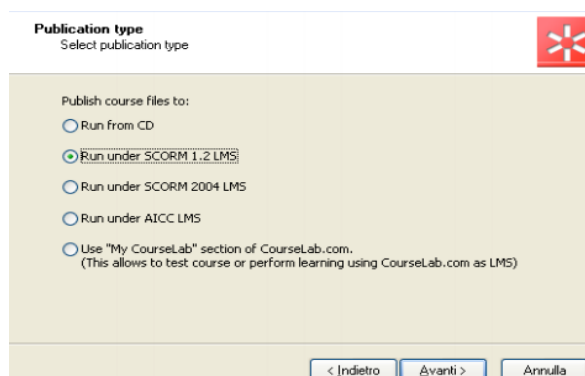 Publication type
Select publication type
Publish course files to:
Run from CD
Run under SCORM 1.2 LMS
Run under SCORM 2004 LMS
Run under AICC LMS
Use "My CourseLab" section of CourseLab.com.
(This allows to test course or perform learning using CourseLab.com as LMS)
< Indietro Avanti > Annulla